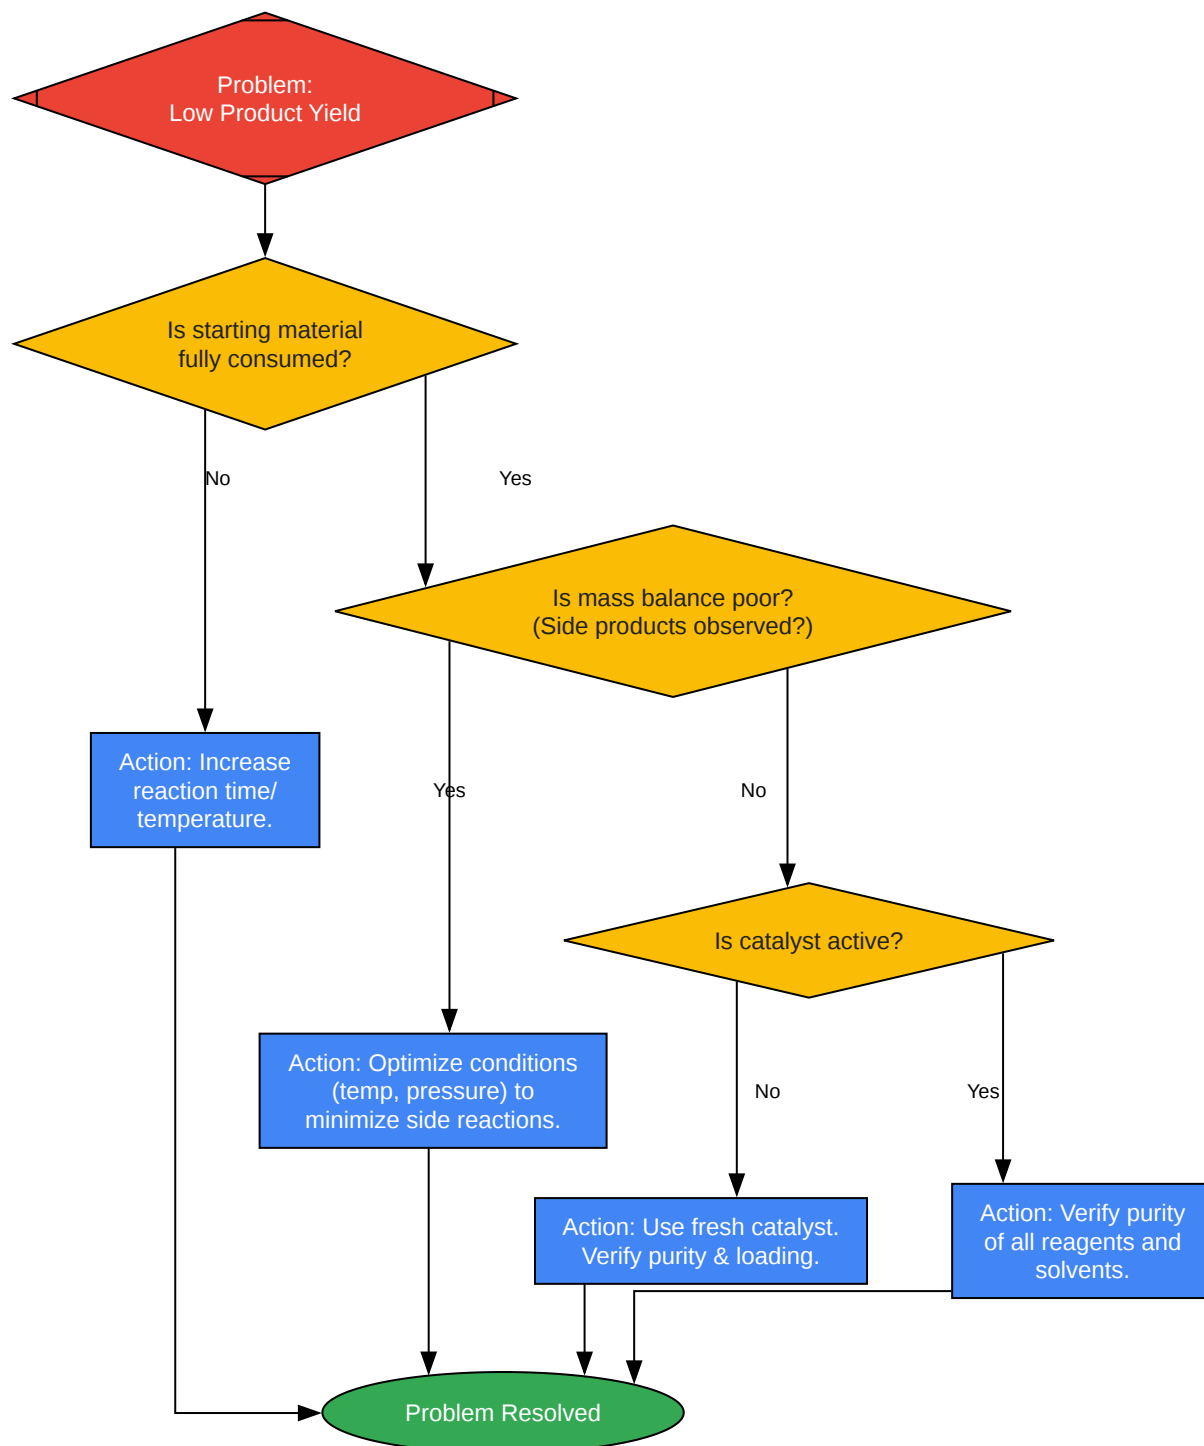 Problem:
Low Product Yield
Is starting material
fully consumed?
No
Yes
Is mass balance poor?
(Side products observed?)
Action: Increase
reaction time/
temperature.
Yes
No
Is catalyst active?
Action: Optimize conditions
(temp, pressure) to
minimize side reactions.
No
Yes
Action: Use fresh catalyst.
Verify purity & loading.
Action: Verify purity
of all reagents and
solvents.
Problem Resolved